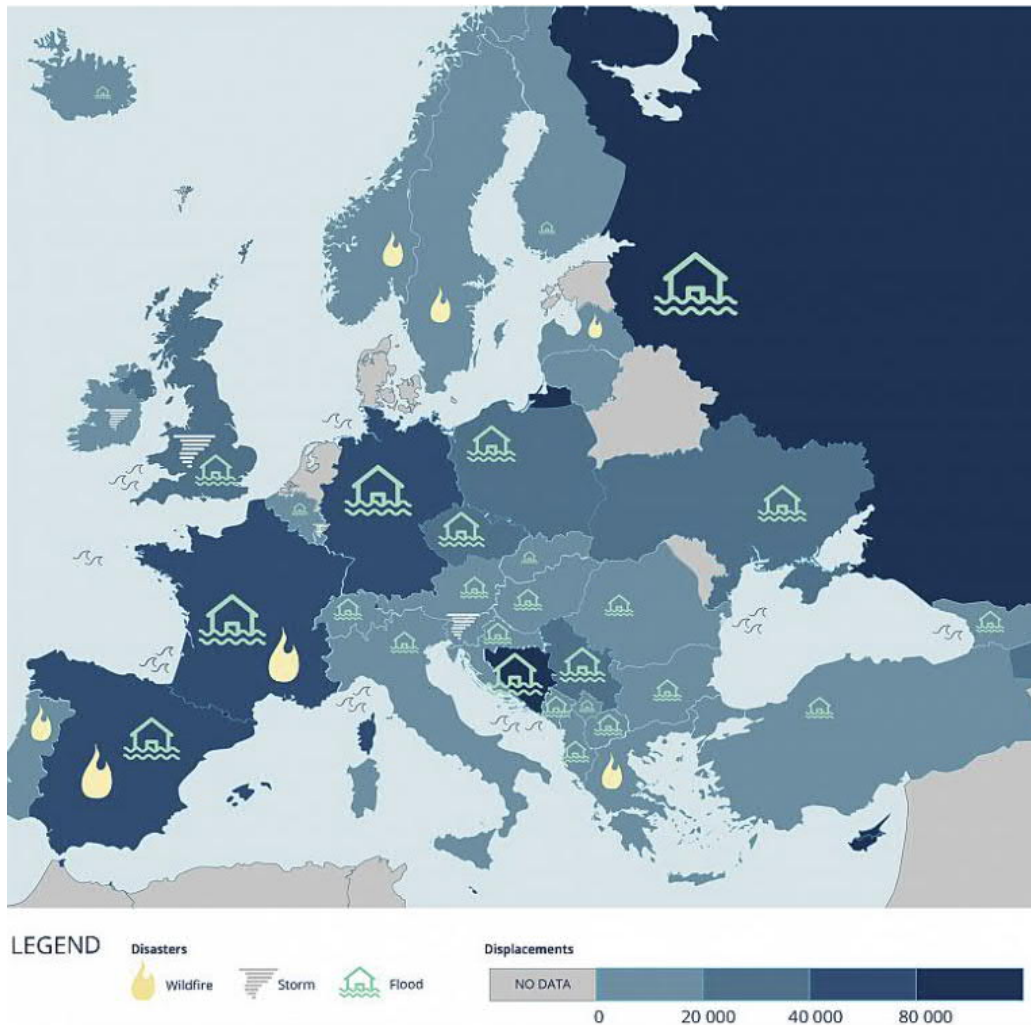 LEGEND
Disasters
Wildfire
Storm
Flood
Displacements
NO DATA
0
20 000
40 000
80 000